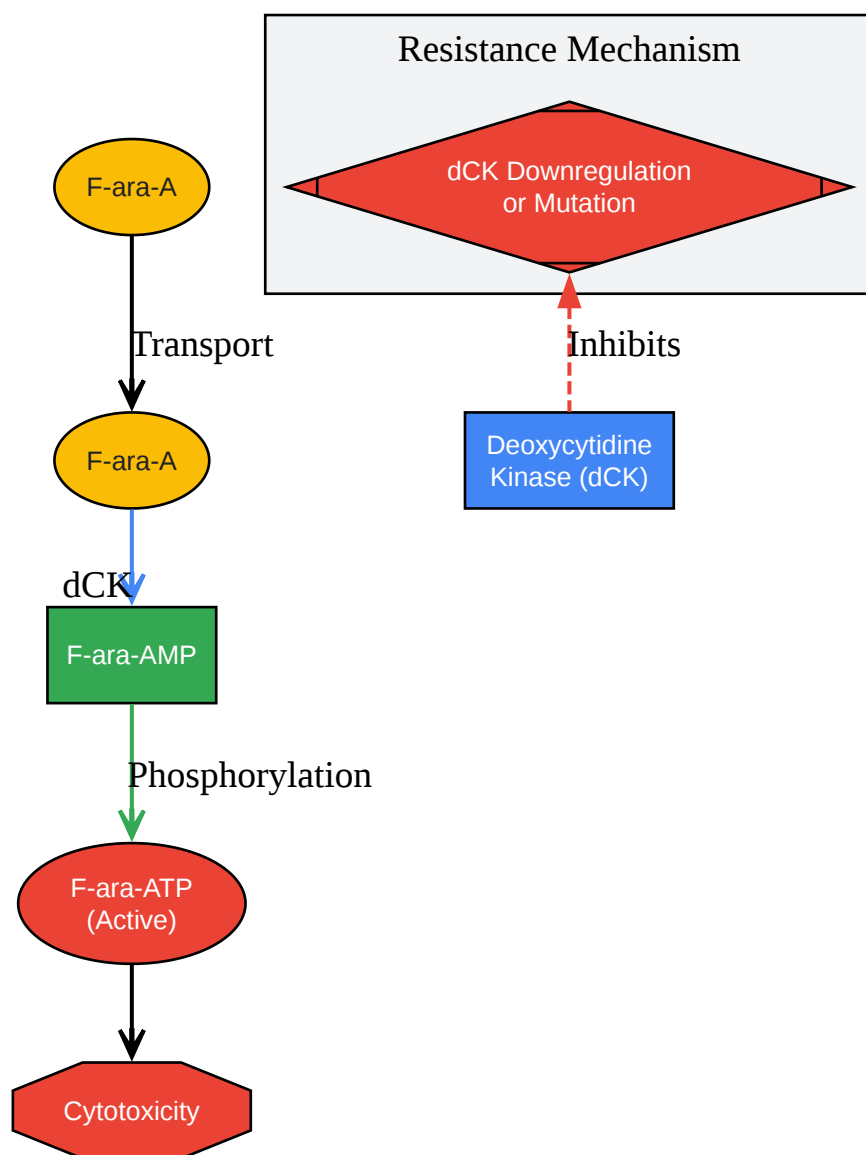 Resistance Mechanism
dCK Downregulation
or Mutation
F-ara-A
Transport
Inhibits
F-ara-A
Deoxycytidine
Kinase (dCK)
dCK
F-ara-AMP
Phosphorylation
F-ara-ATP
(Active)
Cytotoxicity